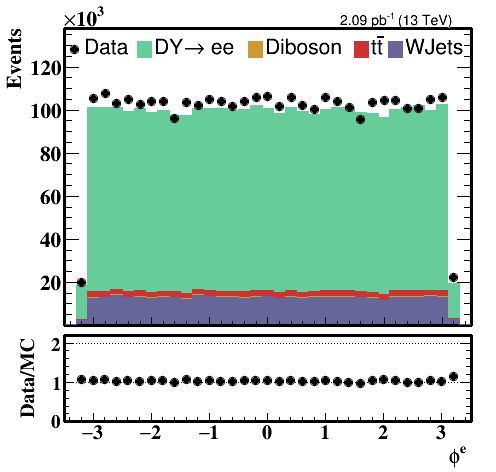 ×10³
2.09 pb⁻¹ (13 TeV)
Events
Data DY→ ee Diboson tt̄ WJets
120
100
80
60
40
20
Data/MC
2
1
0
−3 −2 −1 0 1 2 3
ϕᵉ